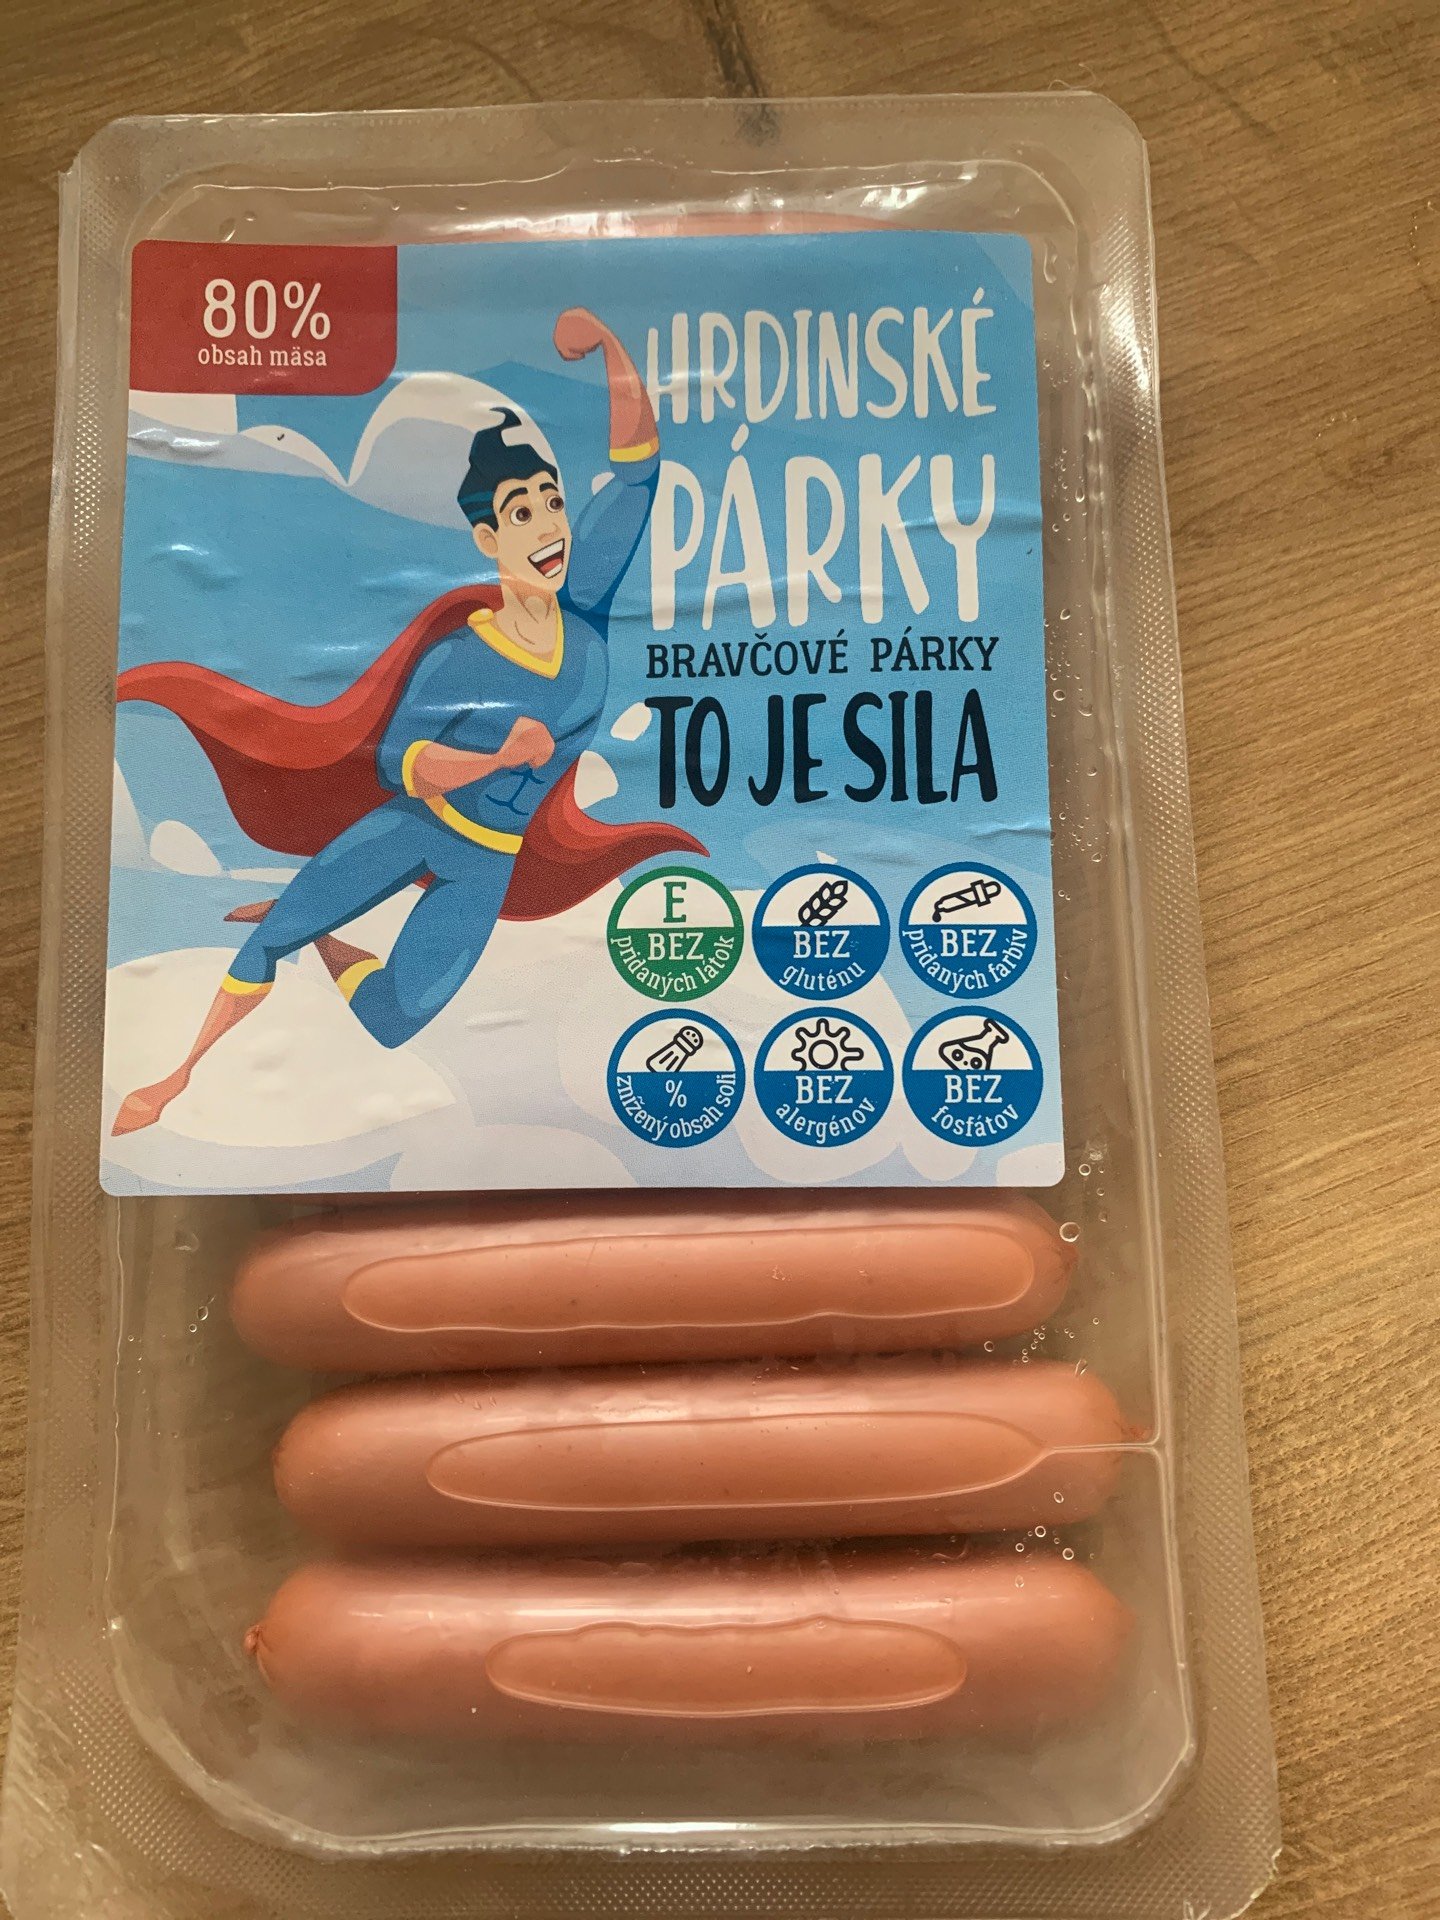 80%
obsah mäsa
HRDINSKÉ
PÁRKY
BRAVČOVÉ PÁRKY
TO JE SILA
E
BEZ
pridaných látok
BEZ
gluténu
BEZ
pridaných farbív
%
znížený obsah soli
BEZ
alergénov
BEZ
fosfátov